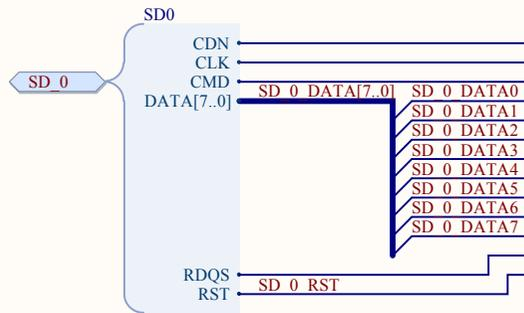 SD0
CDN
CLK
SD_0
CMD
SD_0_DATA[7..0] SD_0_DATA0
DATA[7..0]
SD_0_DATA1
SD_0_DATA2
SD_0_DATA3
SD_0_DATA4
SD_0_DATA5
SD_0_DATA6
SD_0_DATA7
RDQS
SD_0_RST
RST